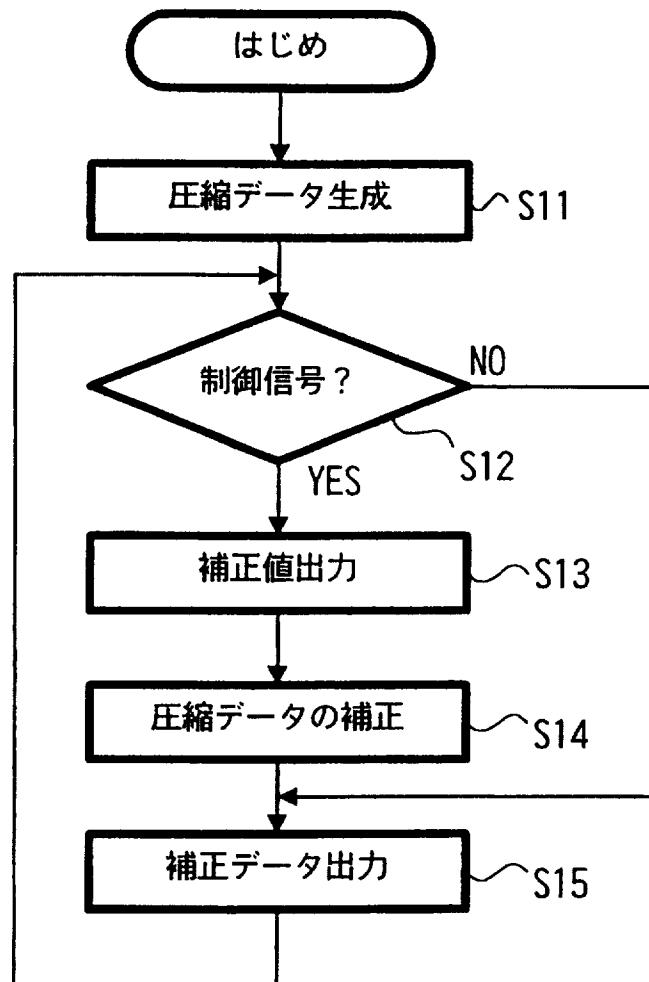 はじめ
圧縮データ生成
S11
制御信号？
NO
S12
YES
補正値出力
S13
圧縮データの補正
S14
補正データ出力
S15